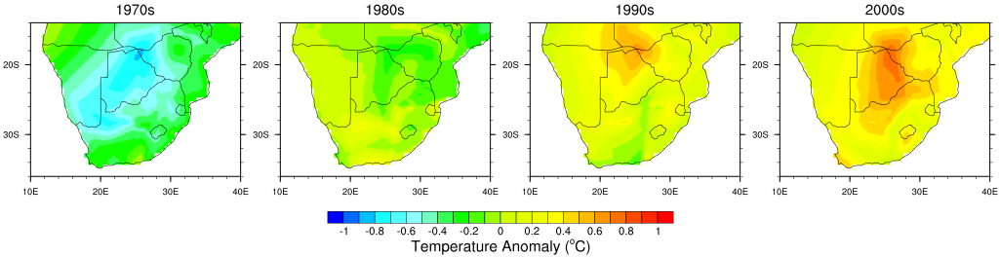 1970s 1980s 1990s 2000s
20S 20S 20S 20S
30S 30S 30S 30S
10E 20E 30E 40E 10E 20E 30E 40E 10E 20E 30E 40E 10E 20E 30E 40E
-1 -0.8 -0.6 -0.4 -0.2 0 0.2 0.4 0.6 0.8 1
Temperature Anomaly (°C)